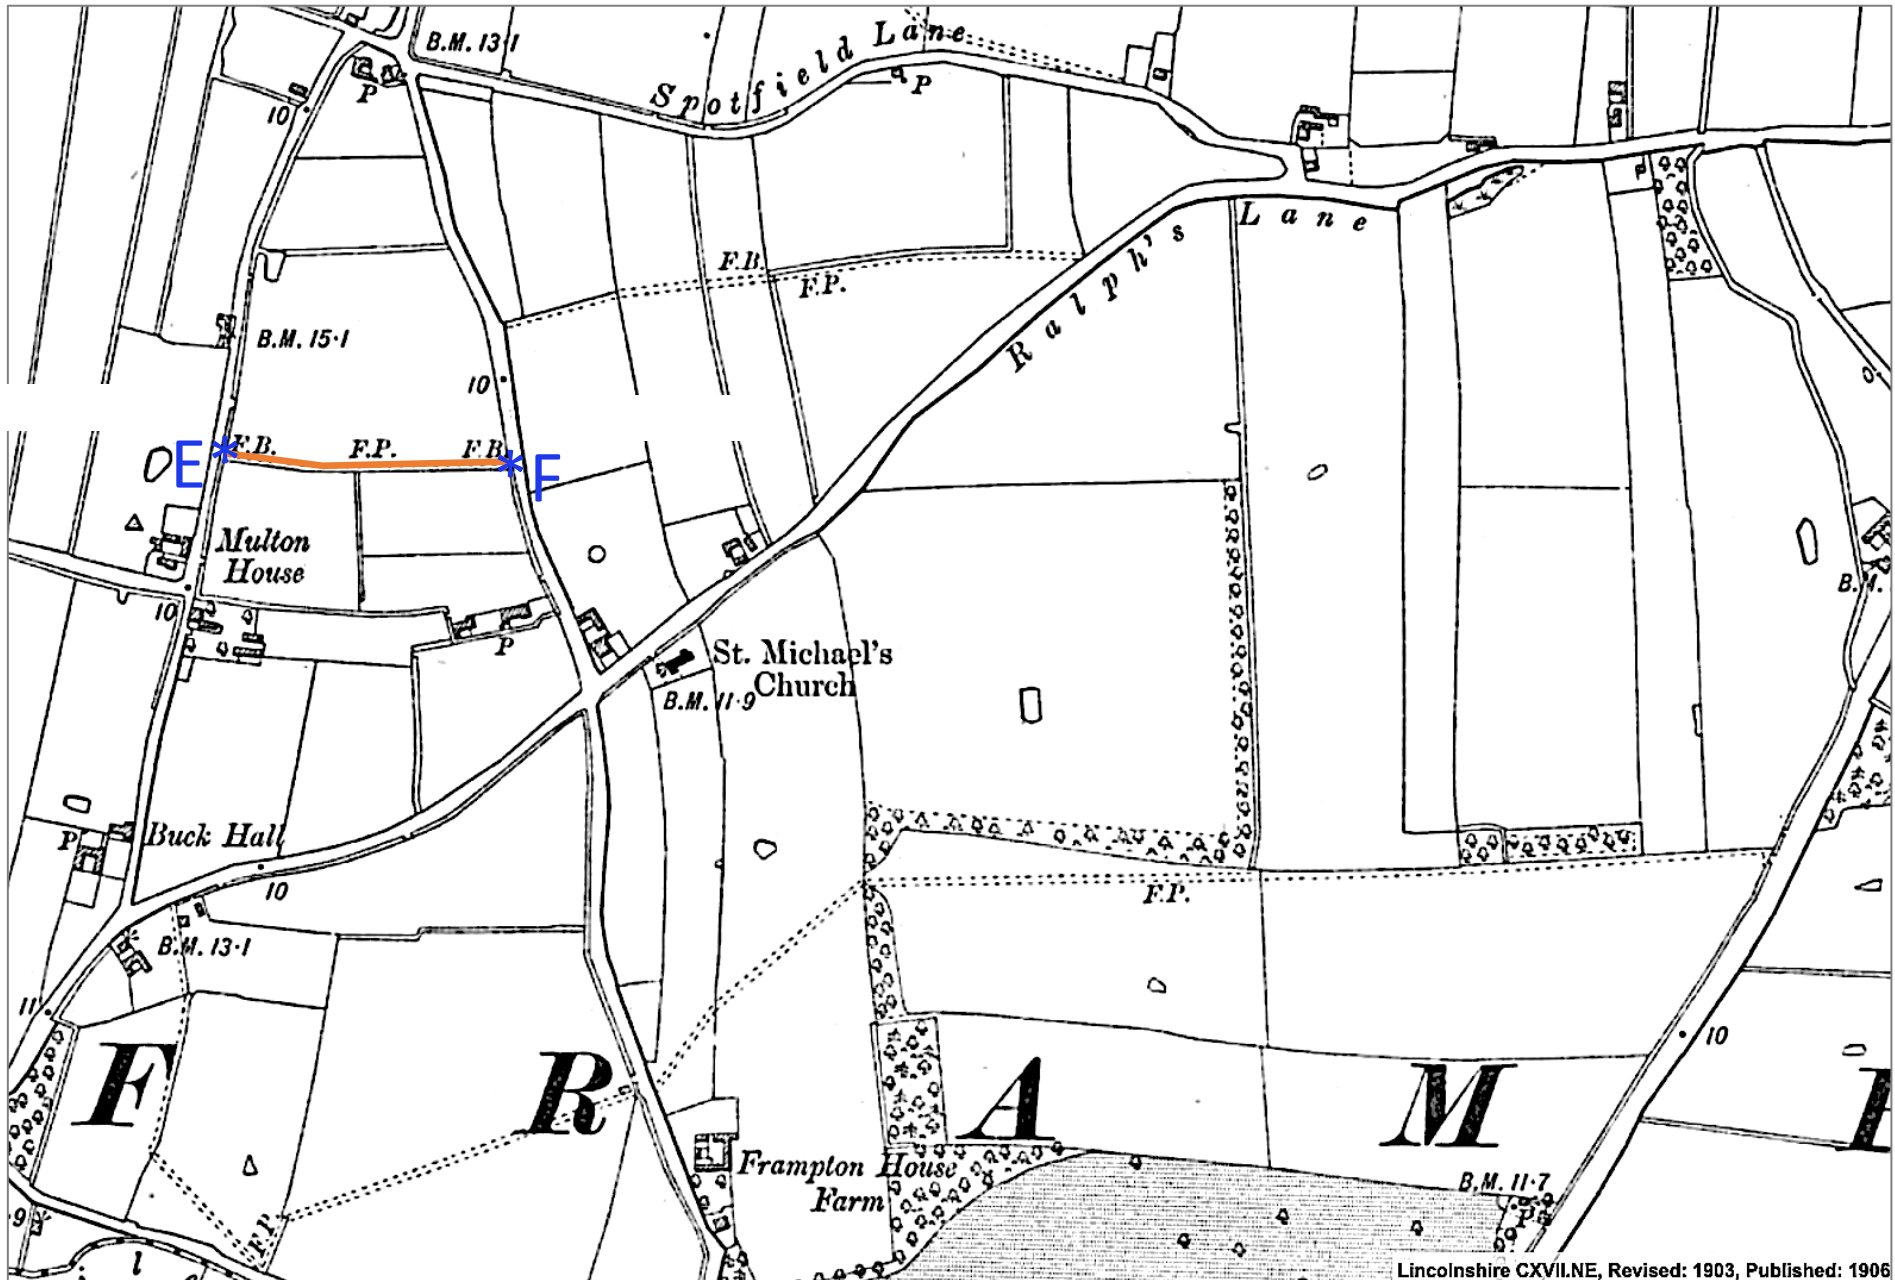 B.M. 13·1
Spotfield Lane
P
P
10
Lane
Ralph's
F.B.
F.P.
B.M. 15·1
10
E
F.B.
F.P.
F.B.
F
Multon
House
10
P
St. Michael's
Church
B.M. 11·9
B.M.
P
Buck Hall
10
F.P.
B.M. 13·1
11
10
F R A M
Frampton House
Farm
B.M. 11·7
P
F.P.
9
Lincolnshire CXVII.NE, Revised: 1903, Published: 1906